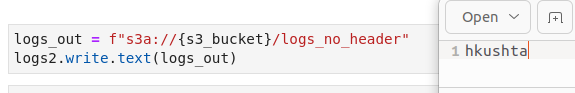 logs_out = f"s3a://{s3_bucket}/logs_no_header"
logs2.write.text(logs_out)
Open
1 hkushta